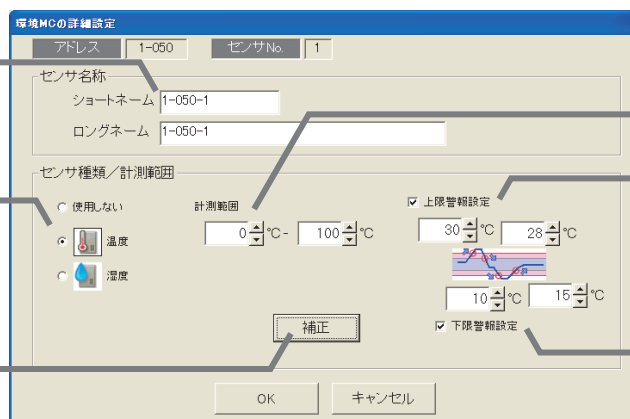 環境MCの詳細設定
アドレス 1-050 センサNo. 1
センサ名称
ショートネーム 1-050-1
ロングネーム 1-050-1
センサ種類／計測範囲
使用しない 計測範囲 上限警報設定
0 ℃- 100 ℃ 30 ℃ 28 ℃
温度
湿度
10 ℃ 15 ℃
補正 下限警報設定
OK キャンセル